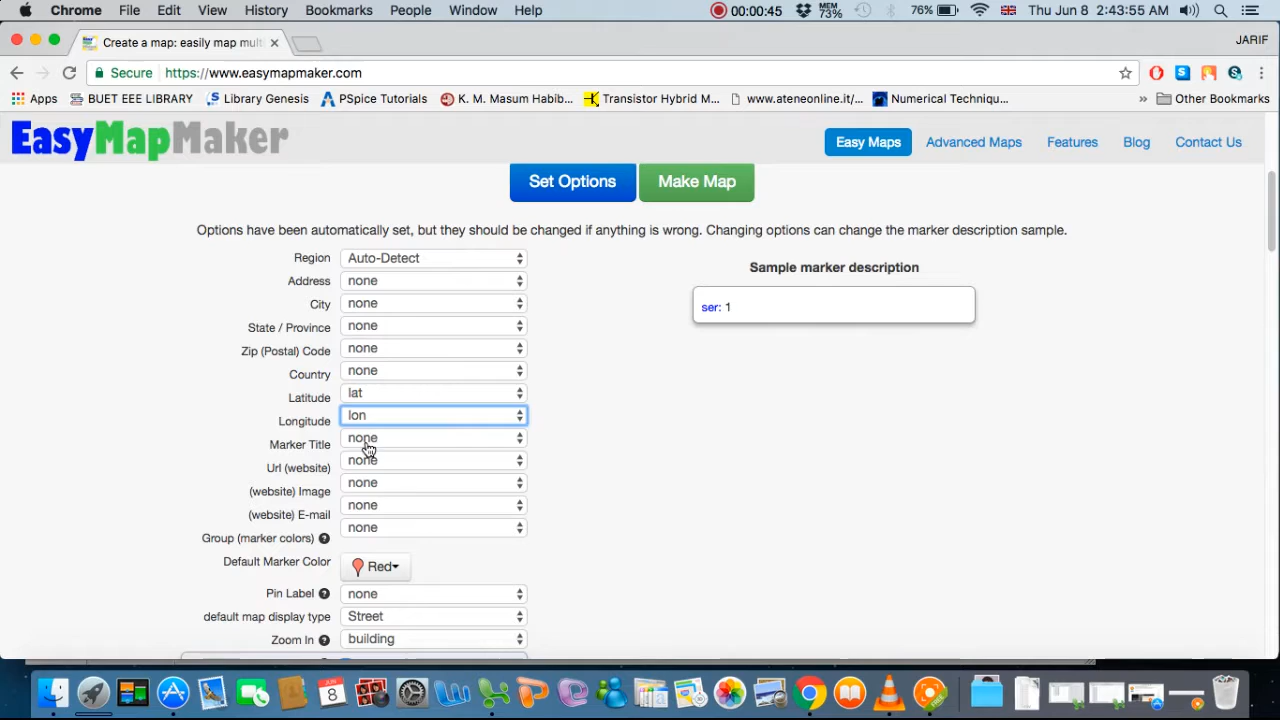 Chrome File Edit View History Bookmarks People Window Help 00:00:45 MEM 73% 76% Thu Jun 8 2:43:55 AM
Create a map: easily map mult JARIF
Secure https://www.easymapmaker.com
Apps BUET EEE LIBRARY Library Genesis PSpice Tutorials K. M. Masum Habib... Transistor Hybrid M... www.ateneonline.it/... Numerical Techniqu... » Other Bookmarks
EasyMapMaker Easy Maps Advanced Maps Features Blog Contact Us
Set Options Make Map
Options have been automatically set, but they should be changed if anything is wrong. Changing options can change the marker description sample.
Region Auto-Detect
Sample marker description
Address none
ser: 1
City none
State / Province none
Zip (Postal) Code none
Country none
Latitude lat
Longitude lon
Marker Title none
Url (website) none
(website) Image none
(website) E-mail none
Group (marker colors) ? none
Default Marker Color Red
Pin Label ? none
default map display type Street
Zoom In ? building
8